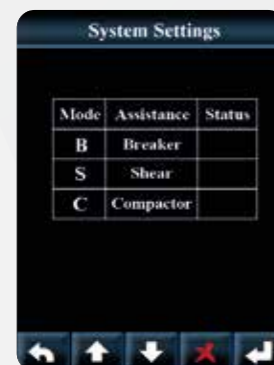 System Settings
Mode Assistance Status
B Breaker
S Shear
C Compactor